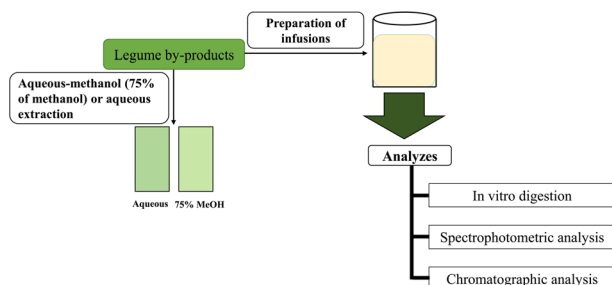 Preparation of
infusions
Legume by-products
Aqueous-methanol (75%
of methanol) or aqueous
extraction
Aqueous
75% MeOH
Analyzes
In vitro digestion
Spectrophotometric analysis
Chromatographic analysis